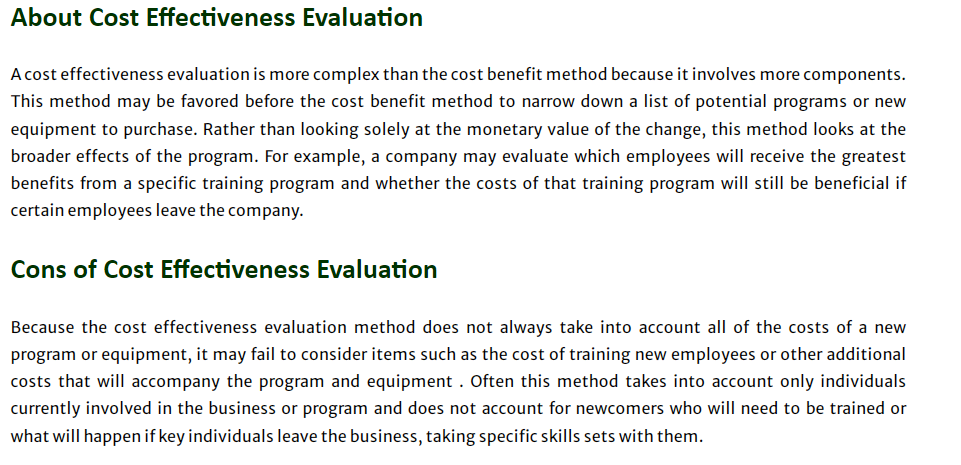 About Cost Effectiveness Evaluation
A cost effectiveness evaluation is more complex than the cost benefit method because it involves more components.
This method may be favored before the cost benefit method to narrow down a list of potential programs or new
equipment to purchase. Rather than looking solely at the monetary value of the change, this method looks at the
broader effects of the program. For example, a company may evaluate which employees will receive the greatest
benefits from a specific training program and whether the costs of that training program will still be beneficial if
certain employees leave the company.
Cons of Cost Effectiveness Evaluation
Because the cost effectiveness evaluation method does not always take into account all of the costs of a new
program or equipment, it may fail to consider items such as the cost of training new employees or other additional
costs that will accompany the program and equipment . Often this method takes into account only individuals
currently involved in the business or program and does not account for newcomers who will need to be trained or
what will happen if key individuals leave the business, taking specific skills sets with them.